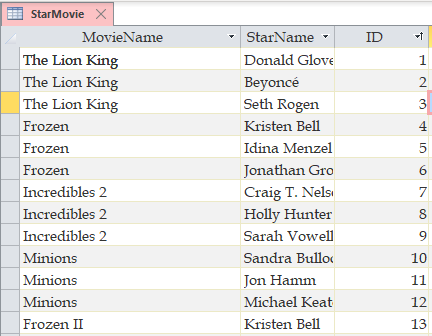 StarMovie
MovieName StarName ID
The Lion King Donald Glove 1
The Lion King Beyoncé 2
The Lion King Seth Rogen 3
Frozen Kristen Bell 4
Frozen Idina Menzel 5
Frozen Jonathan Gro 6
Incredibles 2 Craig T. Nels 7
Incredibles 2 Holly Hunter 8
Incredibles 2 Sarah Vowell 9
Minions Sandra Bulloc 10
Minions Jon Hamm 11
Minions Michael Keat 12
Frozen II Kristen Bell 13